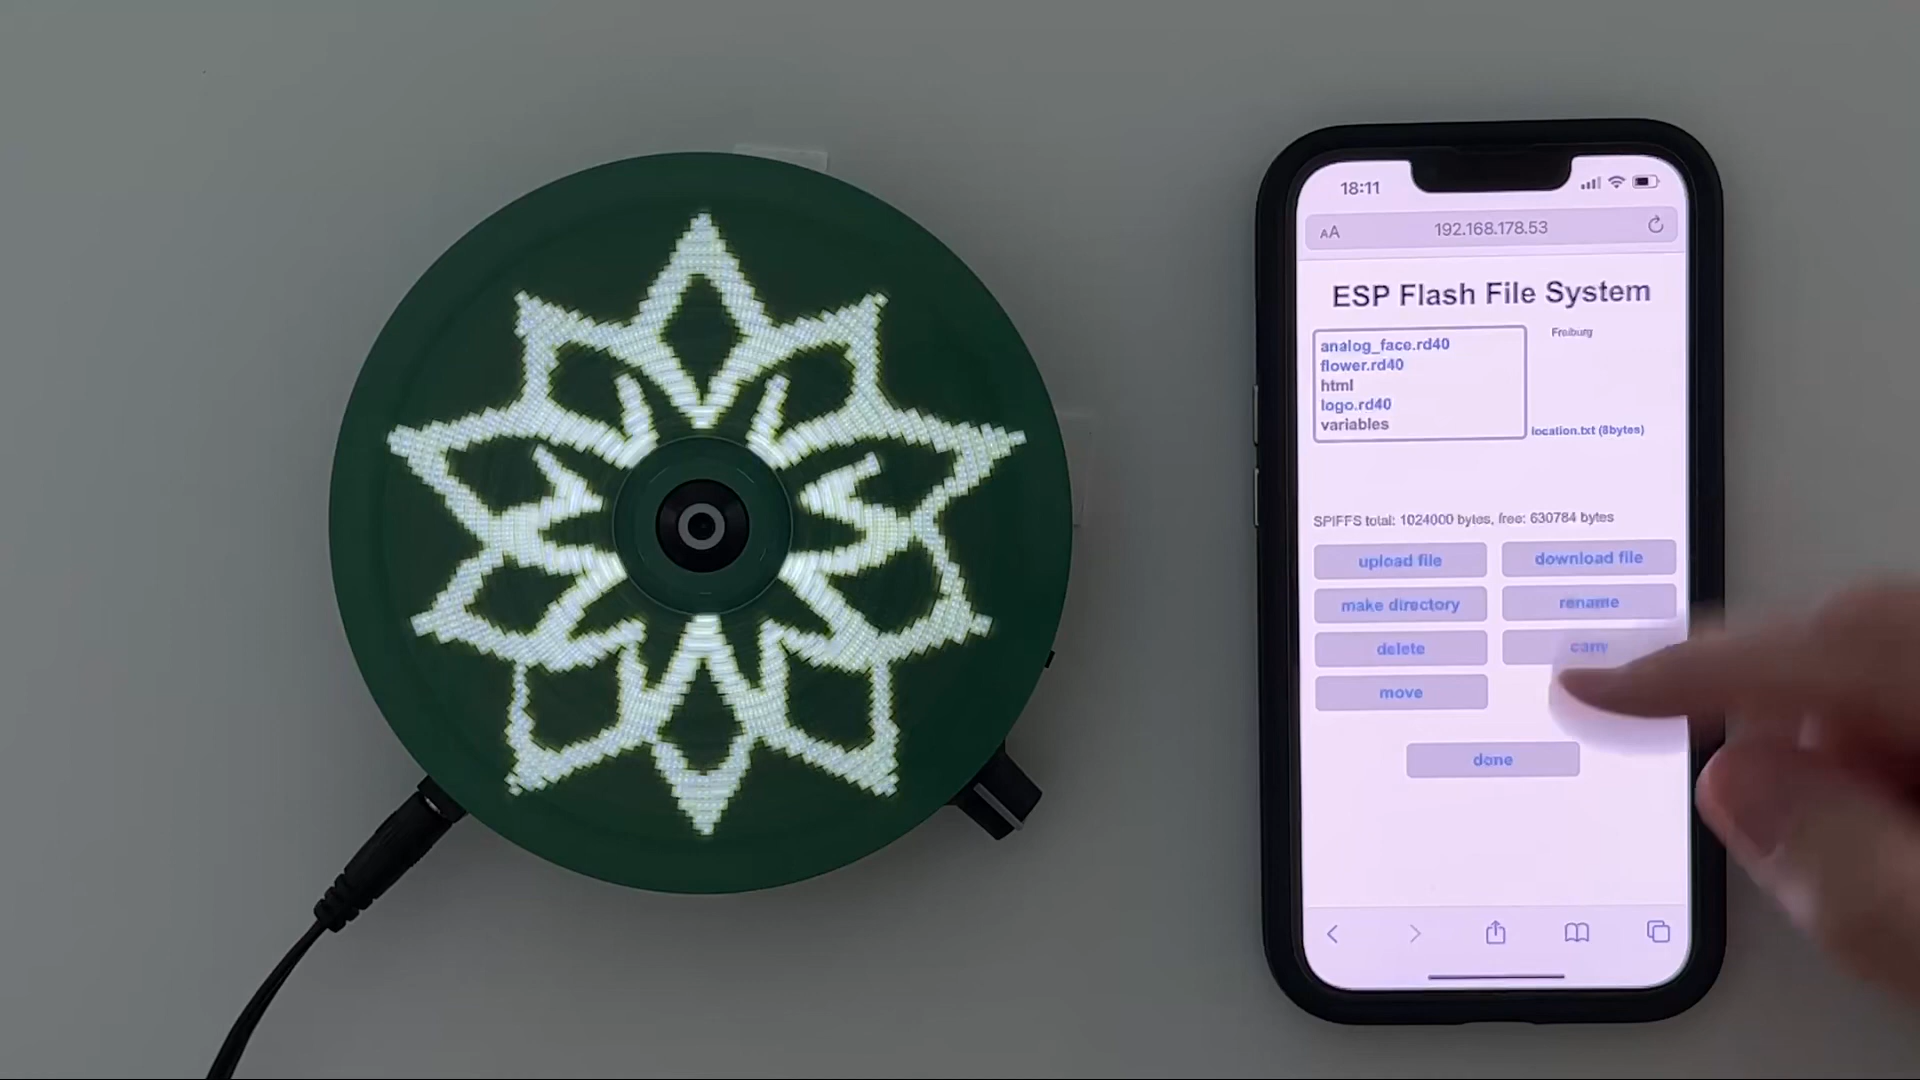 18:11
AA 192.168.178.53
ESP Flash File System
analog_face.rd40
flower.rd40
html
logo.rd40
variables
Freiburg
location.txt (8bytes)
SPIFFS total: 1024000 bytes, free: 630784 bytes
upload file download file
make directory rename
delete
move
done